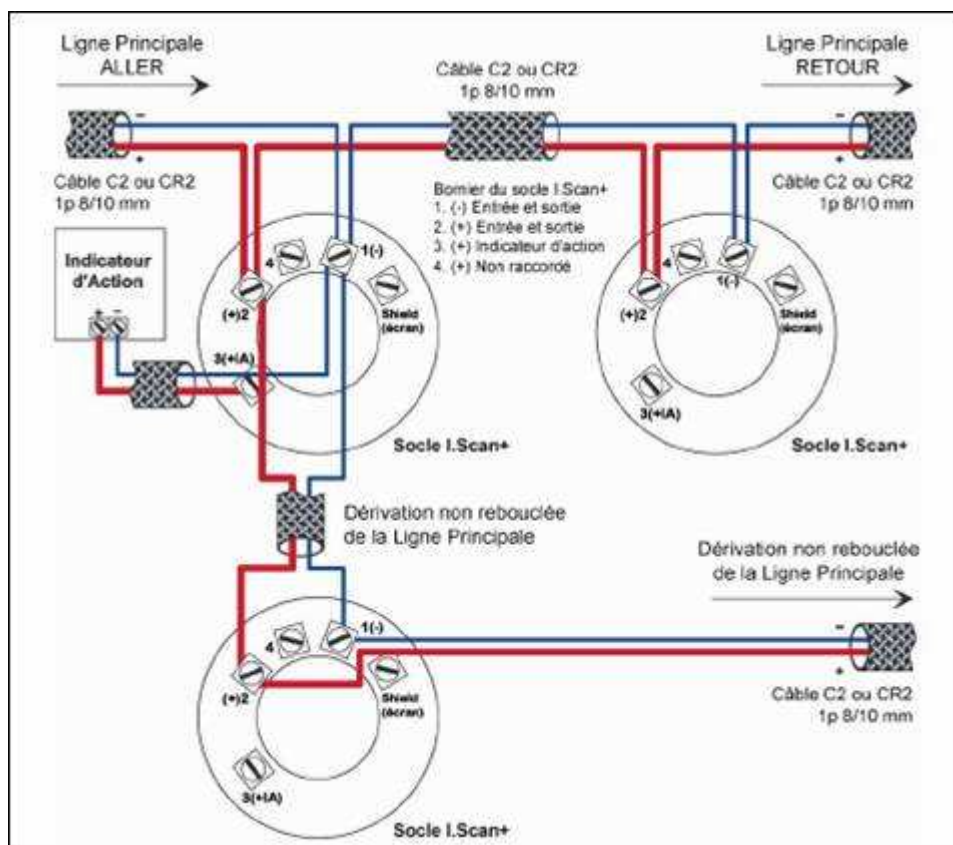 Ligne Principale
ALLER
Ligne Principale
RETOUR
Câble C2 ou CR2
1p 8/10 mm
-
+
-
+
Câble C2 ou CR2
1p 8/10 mm
Câble C2 ou CR2
1p 8/10 mm
Bornier du socle I.Scan+
1. (-) Entrée et sortie
2. (+) Entrée et sortie
3. (+) Indicateur d'action
4. (+) Non raccordé
Indicateur
d'Action
+ -
4
1(-)
(+)2
Shield
(écran)
3(+IA)
Socle I.Scan+
4
1(-)
(+)2
Shield
(écran)
3(+IA)
Socle I.Scan+
Dérivation non rebouclée
de la Ligne Principale
Dérivation non rebouclée
de la Ligne Principale
4
1(-)
(+)2
Shield
(écran)
3(+IA)
Socle I.Scan+
-
+
Câble C2 ou CR2
1p 8/10 mm